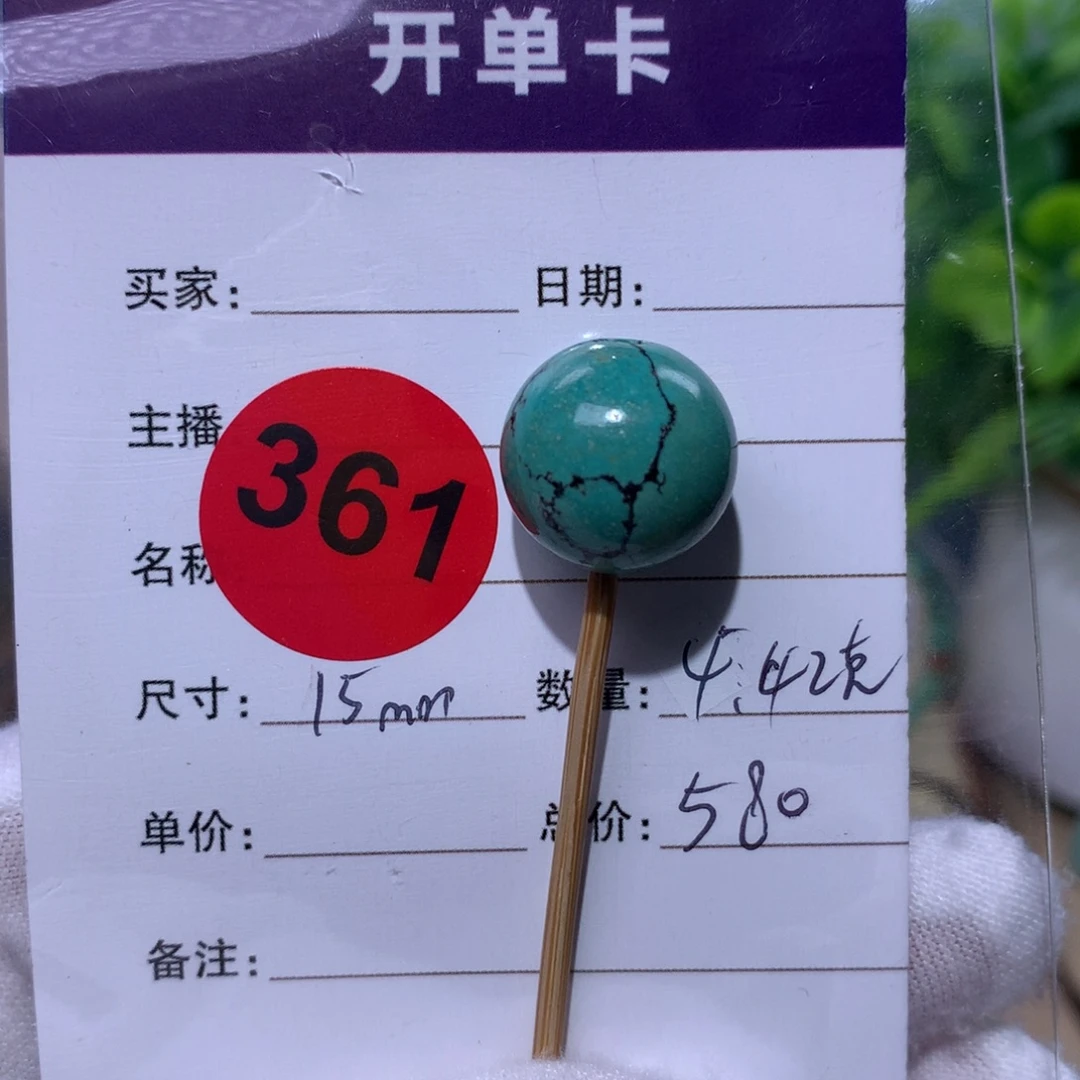 开单卡
买家: 日期:
主播
361
名称
尺寸: 15mm 数量: 4.42克
单价: 总价: 580
备注: